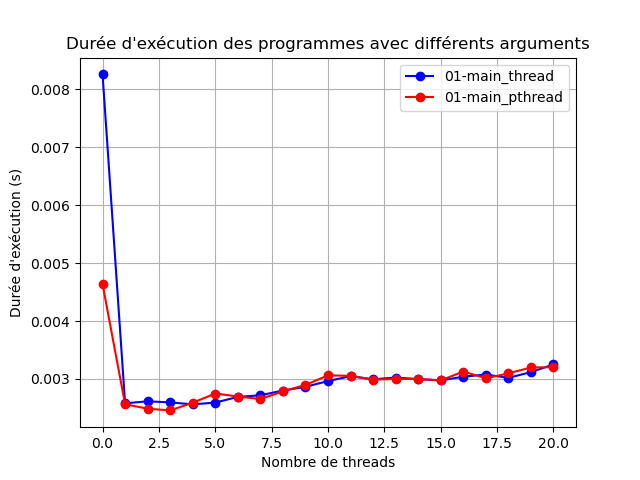 Durée d'exécution des programmes avec différents arguments
01-main_thread
01-main_pthread
Durée d'exécution (s)
0.008
0.007
0.006
0.005
0.004
0.003
0.0 2.5 5.0 7.5 10.0 12.5 15.0 17.5 20.0
Nombre de threads